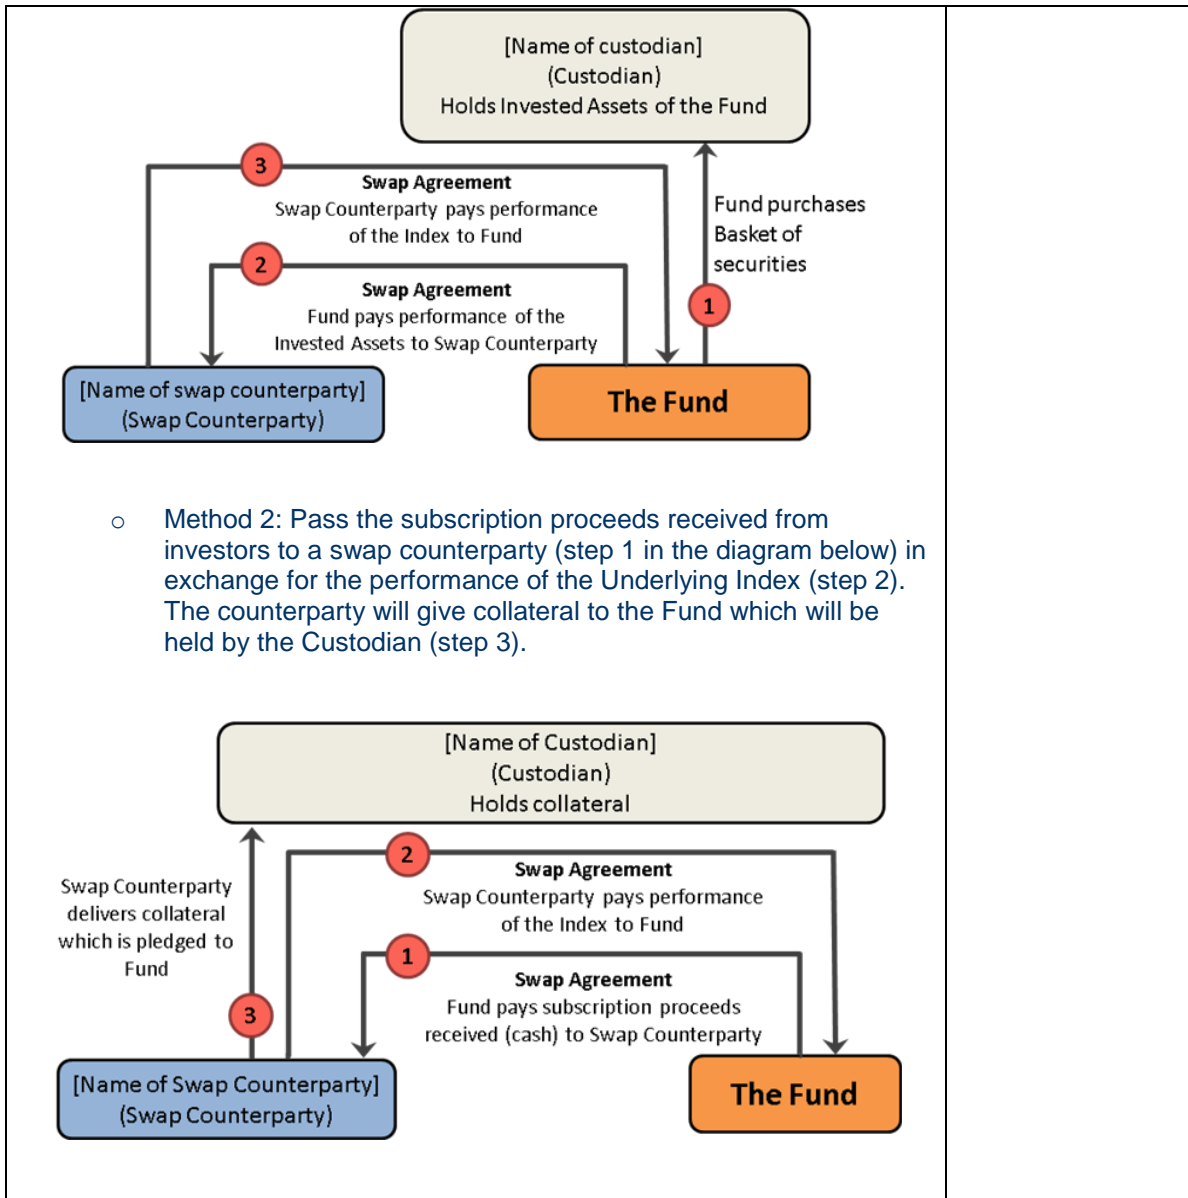 [Name of custodian]
(Custodian)
Holds Invested Assets of the Fund
3
Swap Agreement
Swap Counterparty pays performance
of the Index to Fund
Fund purchases
Basket of
securities
2
Swap Agreement
Fund pays performance of the
Invested Assets to Swap Counterparty
1
[Name of swap counterparty]
(Swap Counterparty)
The Fund
o Method 2: Pass the subscription proceeds received from
investors to a swap counterparty (step 1 in the diagram below) in
exchange for the performance of the Underlying Index (step 2).
The counterparty will give collateral to the Fund which will be
held by the Custodian (step 3).
[Name of Custodian]
(Custodian)
Holds collateral
2
Swap Agreement
Swap Counterparty pays performance
of the Index to Fund
Swap Counterparty
delivers collateral
which is pledged to
Fund
1
Swap Agreement
Fund pays subscription proceeds
received (cash) to Swap Counterparty
3
[Name of Swap Counterparty]
(Swap Counterparty)
The Fund